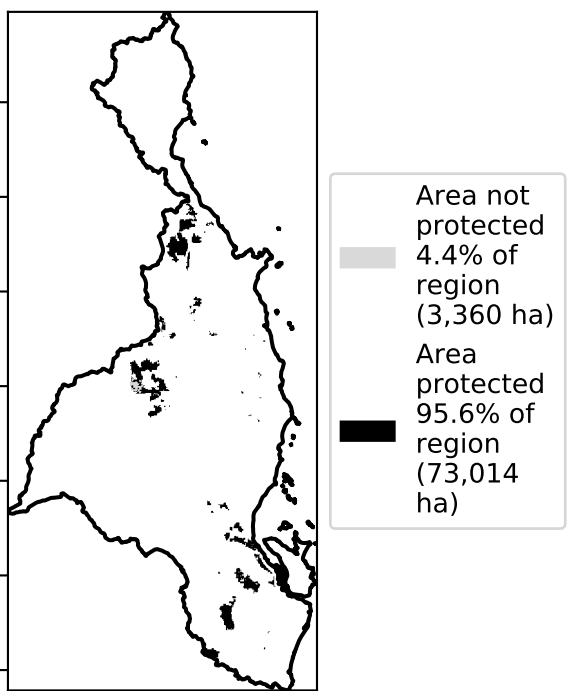 Area not
protected
4.4% of
region
(3,360 ha)
Area
protected
95.6% of
region
(73,014
ha)